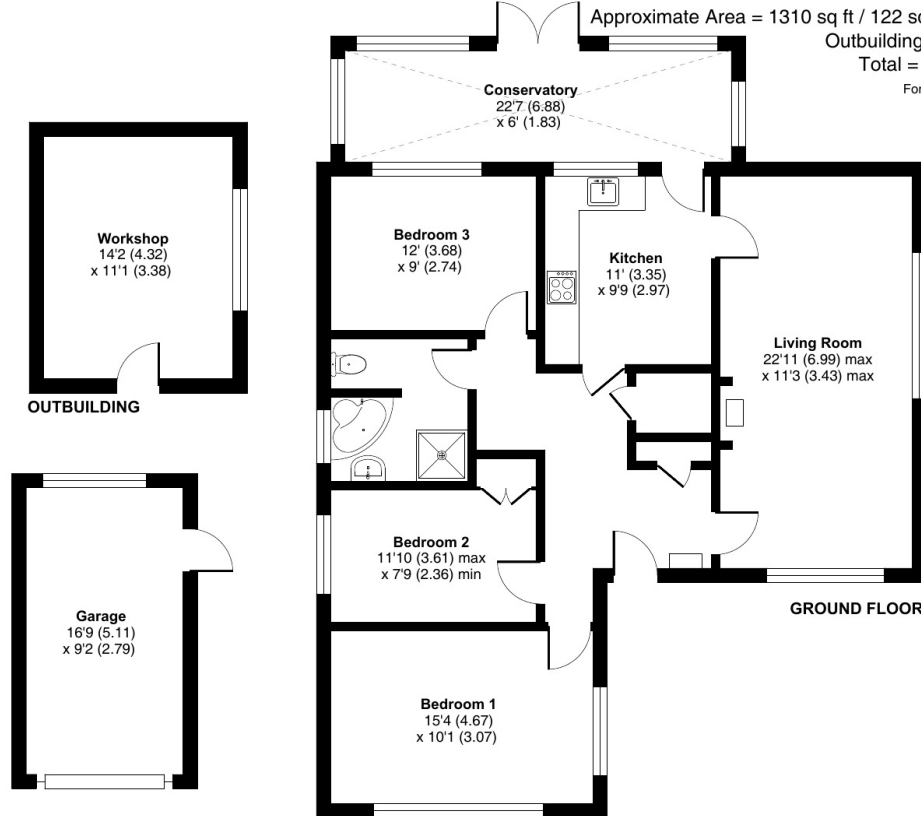 Approximate Area = 1310 sq ft / 122 sq
Outbuilding
Total =
For
Conservatory
22'7 (6.88)
x 6' (1.83)
Workshop
14'2 (4.32)
x 11'1 (3.38)
OUTBUILDING
Bedroom 3
12' (3.68)
x 9' (2.74)
Kitchen
11' (3.35)
x 9'9 (2.97)
Living Room
22'11 (6.99) max
x 11'3 (3.43) max
Bedroom 2
11'10 (3.61) max
x 7'9 (2.36) min
Garage
16'9 (5.11)
x 9'2 (2.79)
GROUND FLOOR
Bedroom 1
15'4 (4.67)
x 10'1 (3.07)